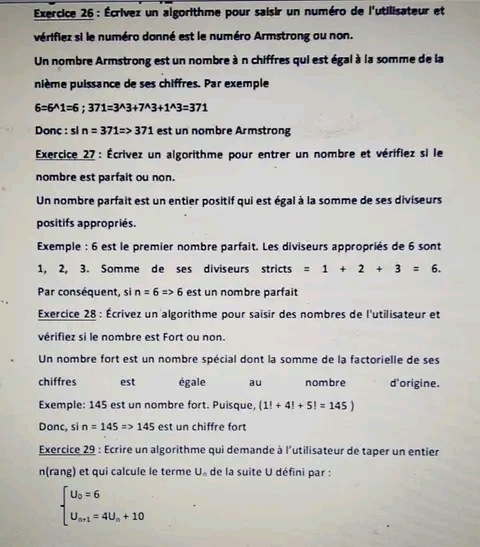 Exercice 26 : Écrivez un algorithme pour saisir un numéro de l'utilisateur et
vérifiez si le numéro donné est le numéro Armstrong ou non.
Un nombre Armstrong est un nombre à n chiffres qui est égal à la somme de la
nième puissance de ses chiffres. Par exemple
6=6^1=6 ; 371=3^3+7^3+1^3=371
Donc : si n = 371=> 371 est un nombre Armstrong
Exercice 27 : Écrivez un algorithme pour entrer un nombre et vérifiez si le
nombre est parfait ou non.
Un nombre parfait est un entier positif qui est égal à la somme de ses diviseurs
positifs appropriés.
Exemple : 6 est le premier nombre parfait. Les diviseurs appropriés de 6 sont
1, 2, 3. Somme de ses diviseurs stricts = 1 + 2 + 3 = 6.
Par conséquent, si n = 6 => 6 est un nombre parfait
Exercice 28 : Écrivez un algorithme pour saisir des nombres de l'utilisateur et
vérifiez si le nombre est Fort ou non.
Un nombre fort est un nombre spécial dont la somme de la factorielle de ses
chiffres est égale au nombre d'origine.
Exemple: 145 est un nombre fort. Puisque, (1! + 4! + 5! = 145 )
Donc, si n = 145 => 145 est un chiffre fort
Exercice 29 : Ecrire un algorithme qui demande à l'utilisateur de taper un entier
n(rang) et qui calcule le terme Uₙ de la suite U défini par :
U₀ = 6
Uₙ₊₁ = 4Uₙ + 10